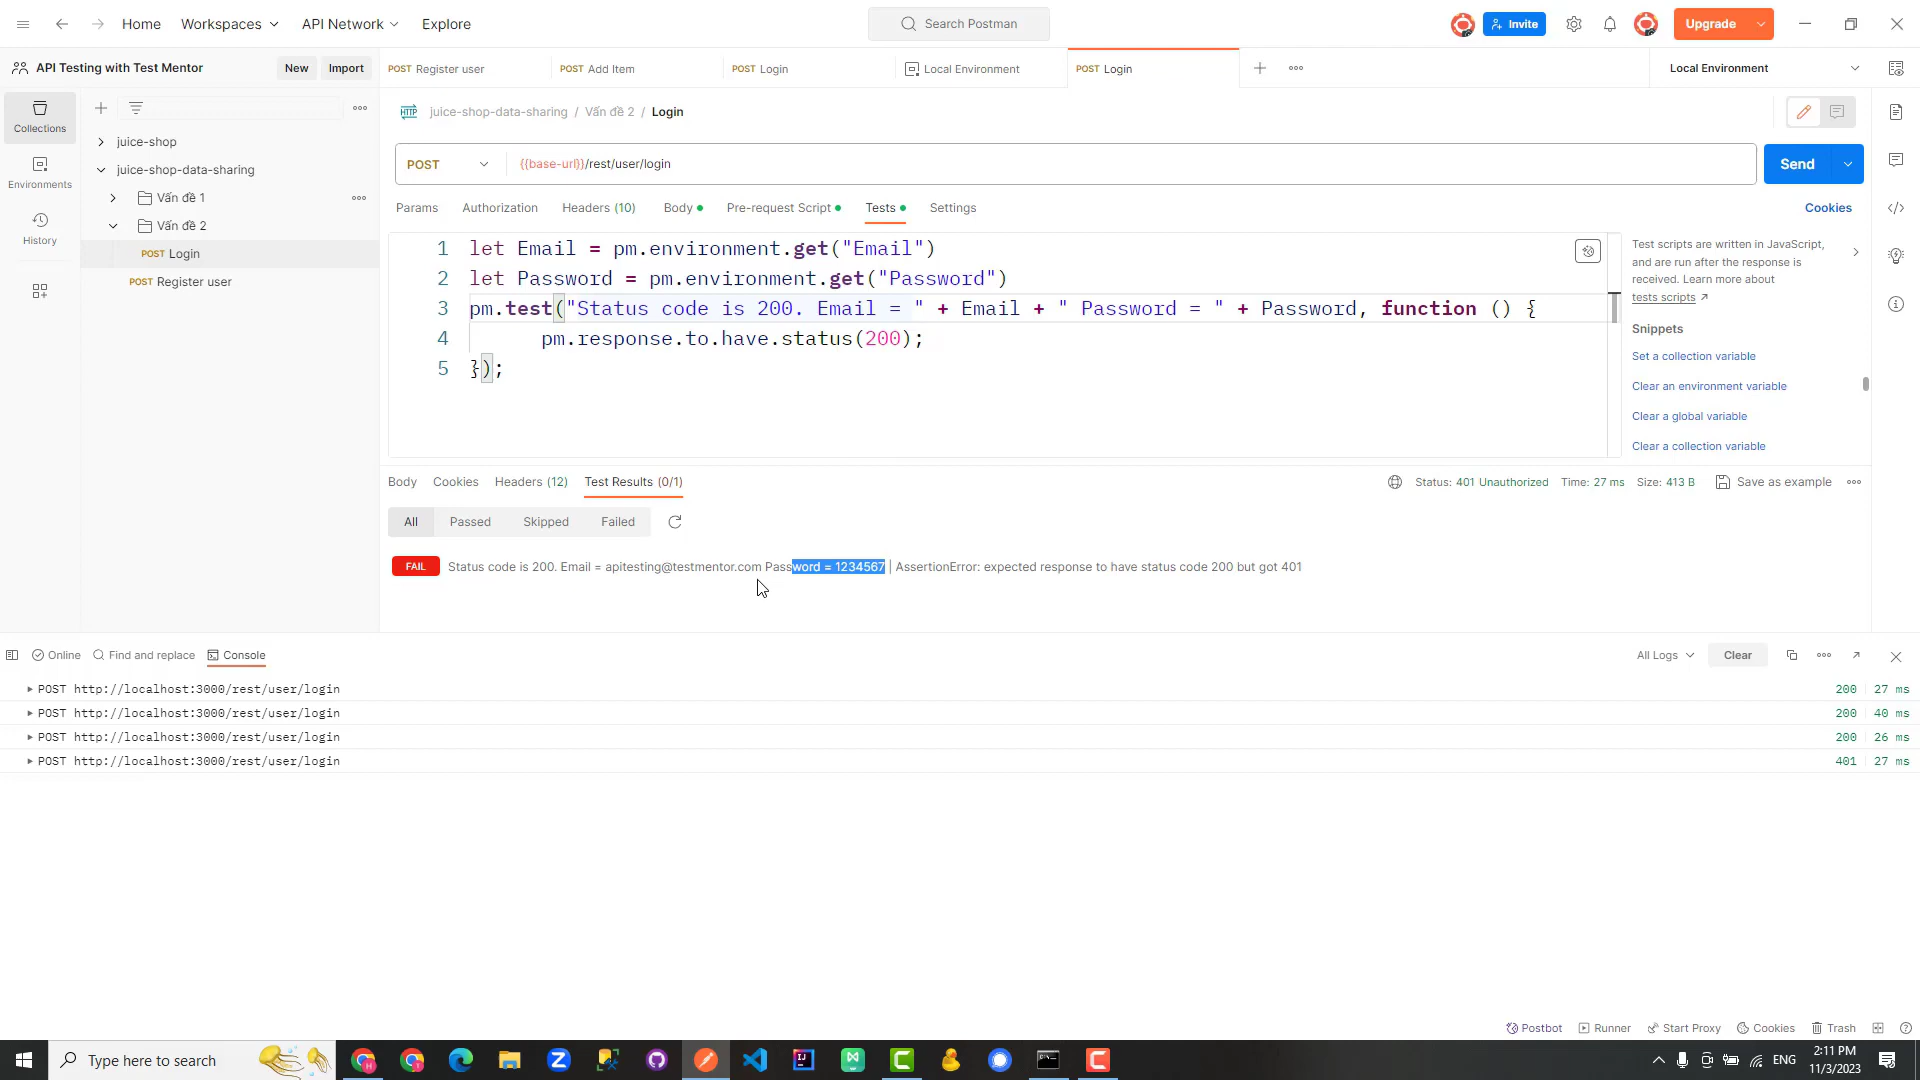 Home Workspaces API Network Explore
Search Postman
Invite
Upgrade
API Testing with Test Mentor New Import
POST Register user
POST Add Item
POST Login
Local Environment
POST Login
Local Environment
Collections
Environments
History
juice-shop
juice-shop-data-sharing
Vấn đề 1
Vấn đề 2
POST Login
POST Register user
HTTP juice-shop-data-sharing / Vấn đề 2 / Login
POST {{base-url}}/rest/user/login
Send
Params Authorization Headers (10) Body Pre-request Script Tests Settings
Cookies
1 let Email = pm.environment.get("Email")
2 let Password = pm.environment.get("Password")
3 pm.test("Status code is 200. Email = " + Email + " Password = " + Password, function () {
4 pm.response.to.have.status(200);
5 });
Test scripts are written in JavaScript,
and are run after the response is
received. Learn more about
tests scripts ↗
Snippets
Set a collection variable
Clear an environment variable
Clear a global variable
Clear a collection variable
Body Cookies Headers (12) Test Results (0/1)
Status: 401 Unauthorized Time: 27 ms Size: 413 B Save as example
All Passed Skipped Failed
FAIL Status code is 200. Email = apitesting@testmentor.com Password = 1234567 | AssertionError: expected response to have status code 200 but got 401
Online Find and replace Console
All Logs Clear
POST http://localhost:3000/rest/user/login 200 27 ms
POST http://localhost:3000/rest/user/login 200 40 ms
POST http://localhost:3000/rest/user/login 200 26 ms
POST http://localhost:3000/rest/user/login 401 27 ms
Postbot Runner Start Proxy Cookies Trash
Type here to search
ENG
2:11 PM
11/3/2023